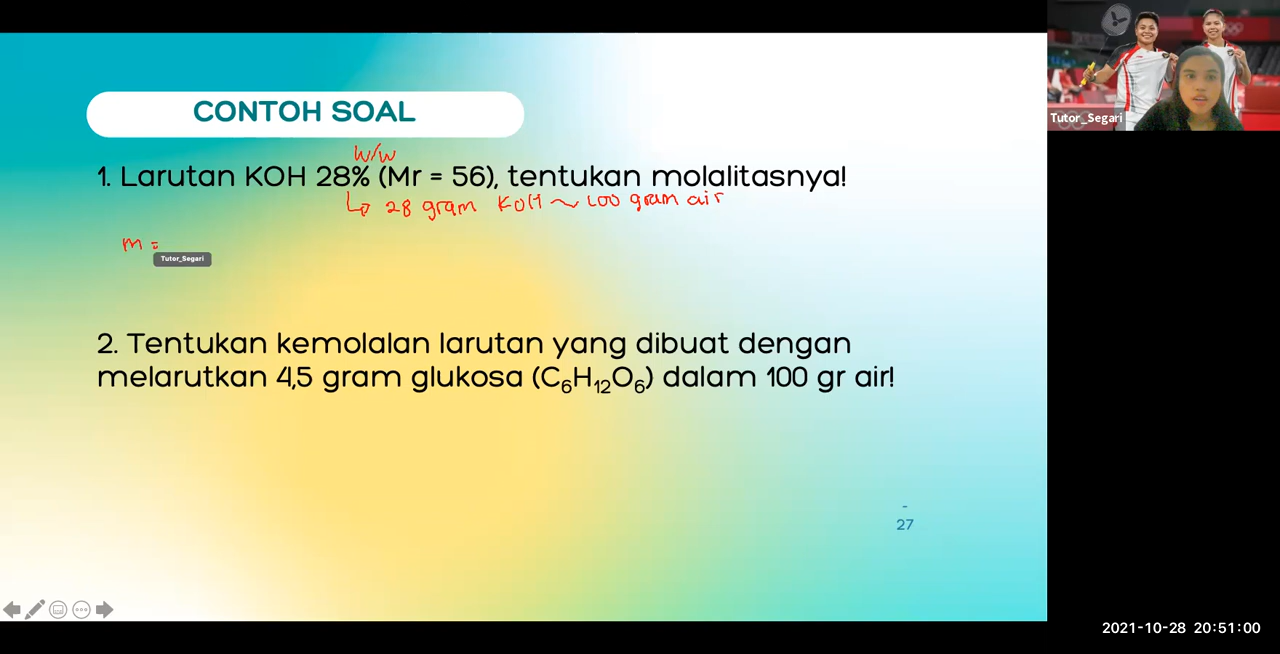 CONTOH SOAL
w/w
1. Larutan KOH 28% (Mr = 56), tentukan molalitasnya!
↳ 28 gram KOH ~ 100 gram air
m =
Tutor_Segari
2. Tentukan kemolalan larutan yang dibuat dengan
melarutkan 4,5 gram glukosa (C₆H₁₂O₆) dalam 100 gr air!
-
27
Tutor_Segari
2021-10-28 20:51:00